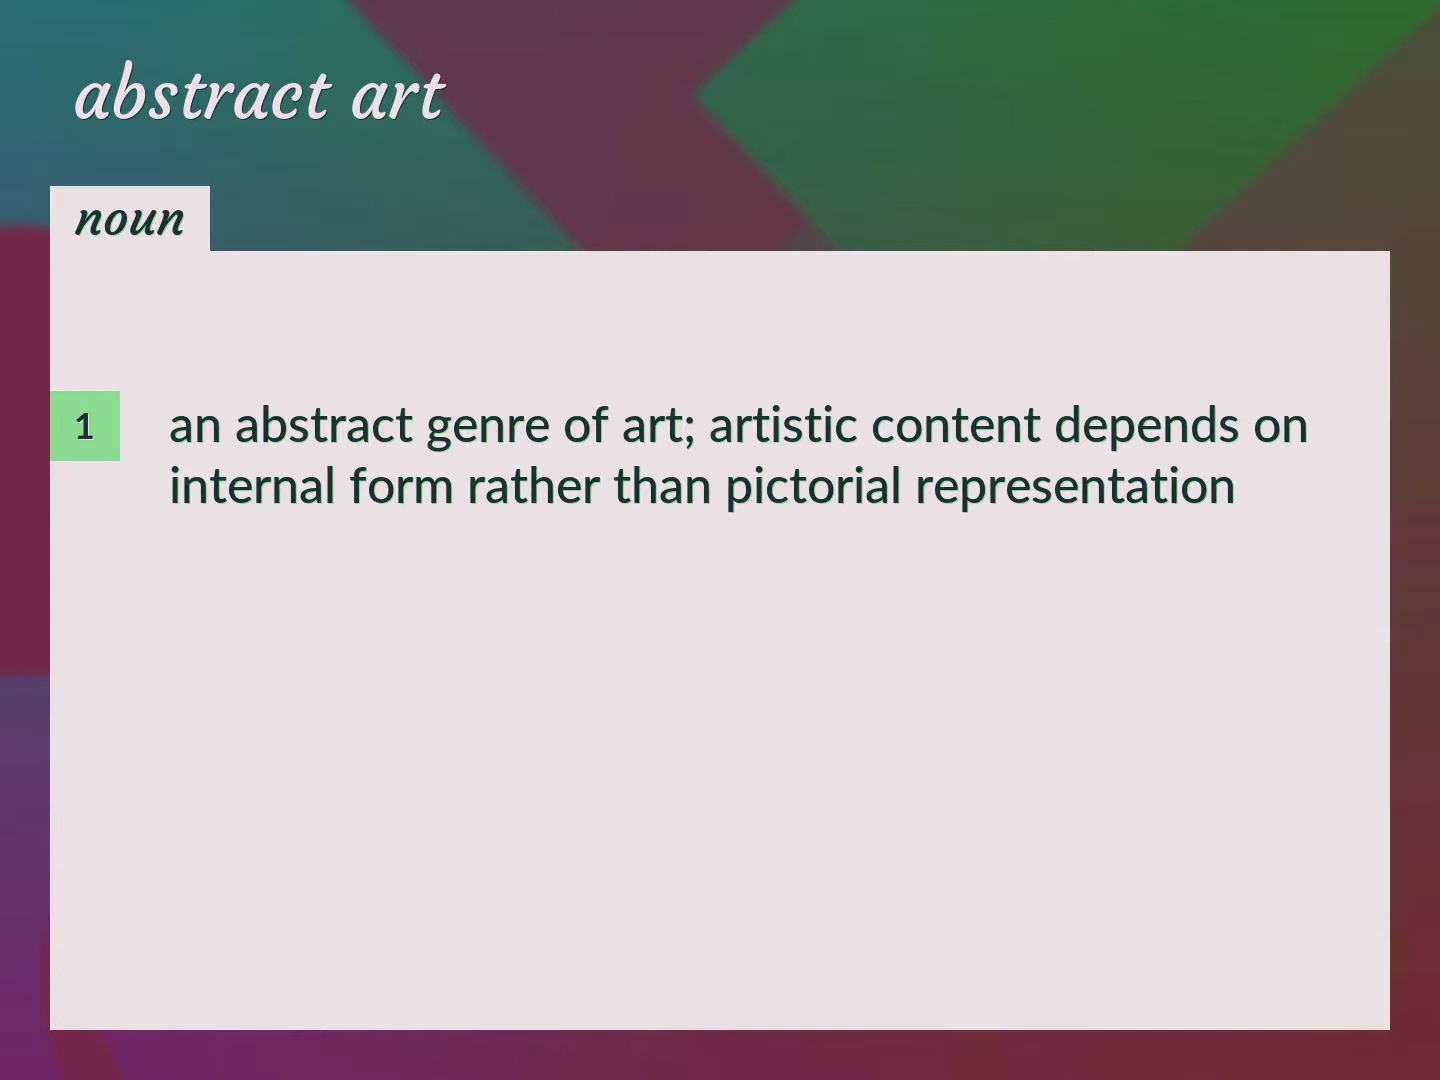 abstract art
noun
1
an abstract genre of art; artistic content depends on
internal form rather than pictorial representation